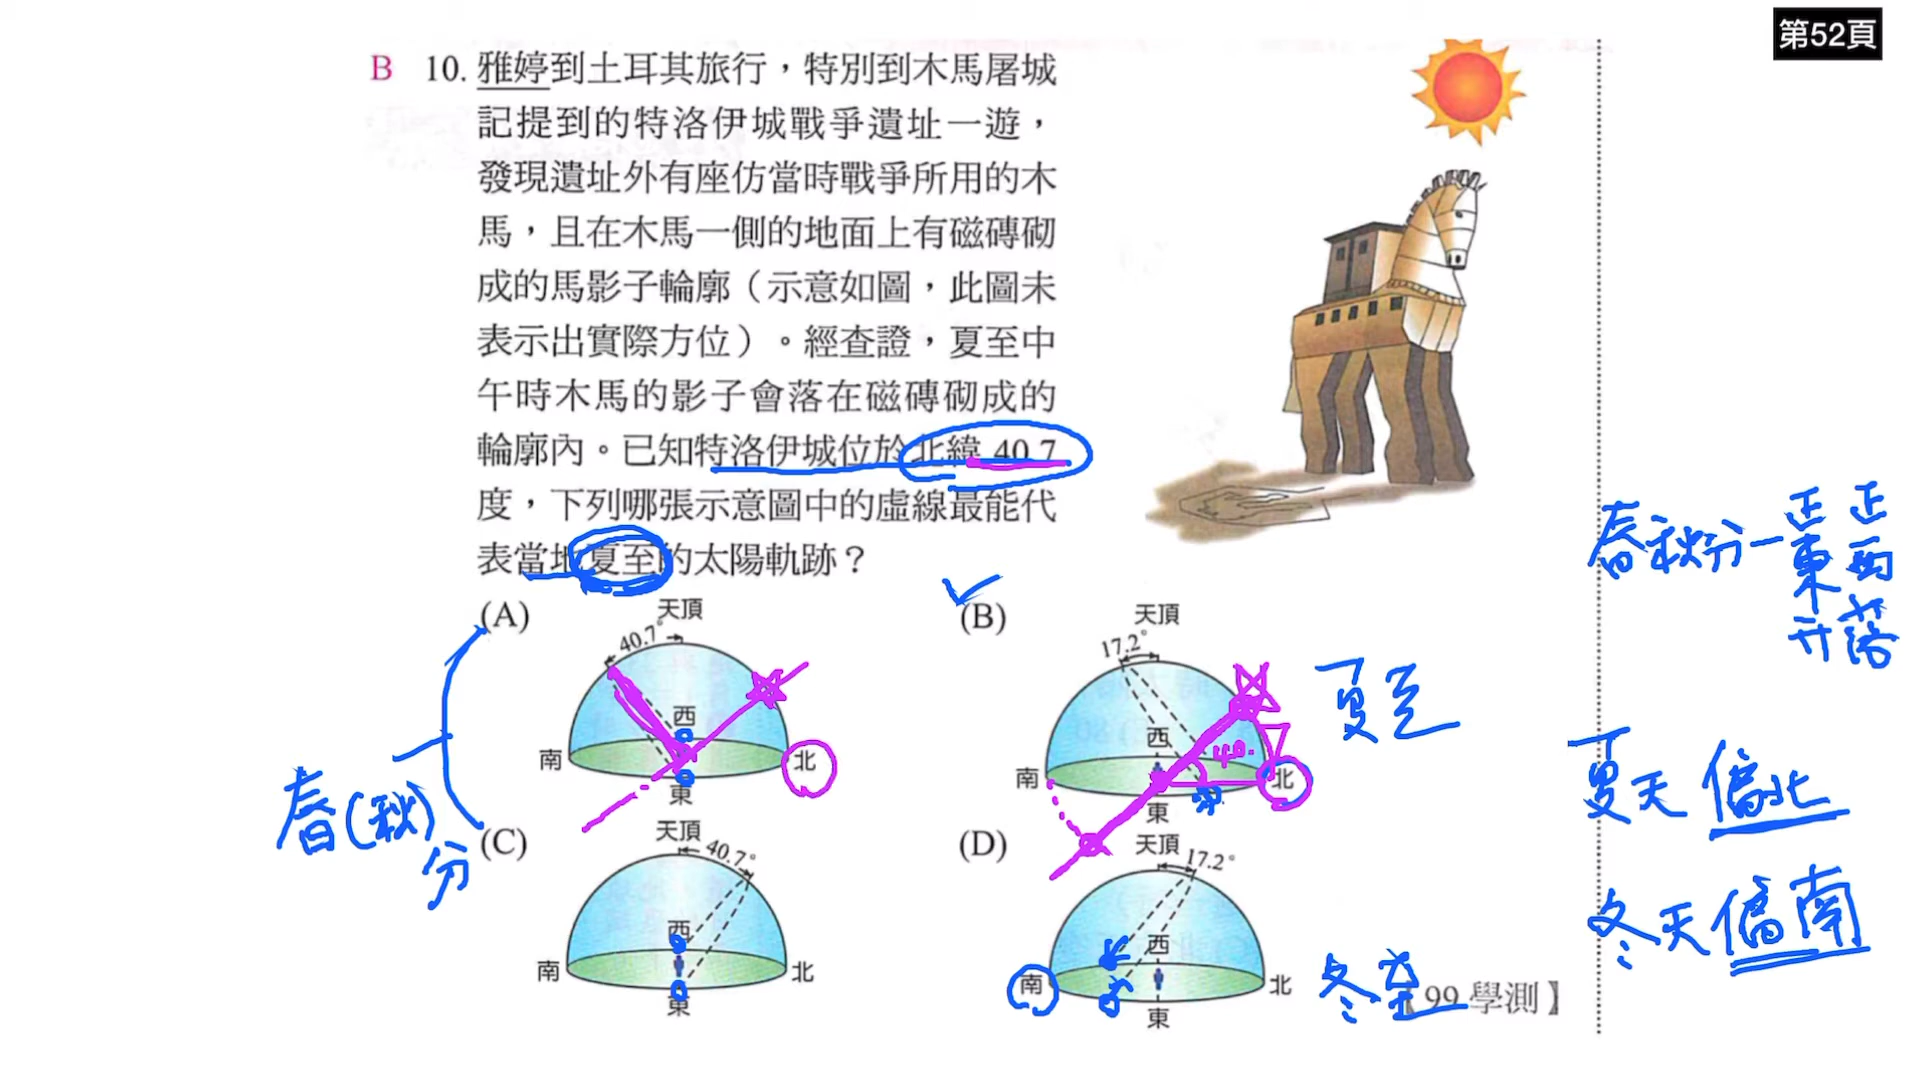 第52頁
B 10. 雅婷到土耳其旅行，特別到木馬屠城
記提到的特洛伊城戰爭遺址一遊，
發現遺址外有座仿當時戰爭所用的木
馬，且在木馬一側的地面上有磁磚砌
成的馬影子輪廓（示意如圖，此圖未
表示出實際方位）。經查證，夏至中
午時木馬的影子會落在磁磚砌成的
輪廓內。已知特洛伊城位於北緯 40.7
度，下列哪張示意圖中的虛線最能代
表當地夏至的太陽軌跡？
(A)
天頂
40.7°
西
南
北
東
(B)
天頂
17.2°
西
南
北
東
40.
夏至
(C)
天頂
40.7°
西
南
北
東
(D)
天頂
17.2°
西
南
北
東
冬至
【99 學測】
春(秋)
分
春秋分－正東升 正西落
夏天偏北
冬天偏南